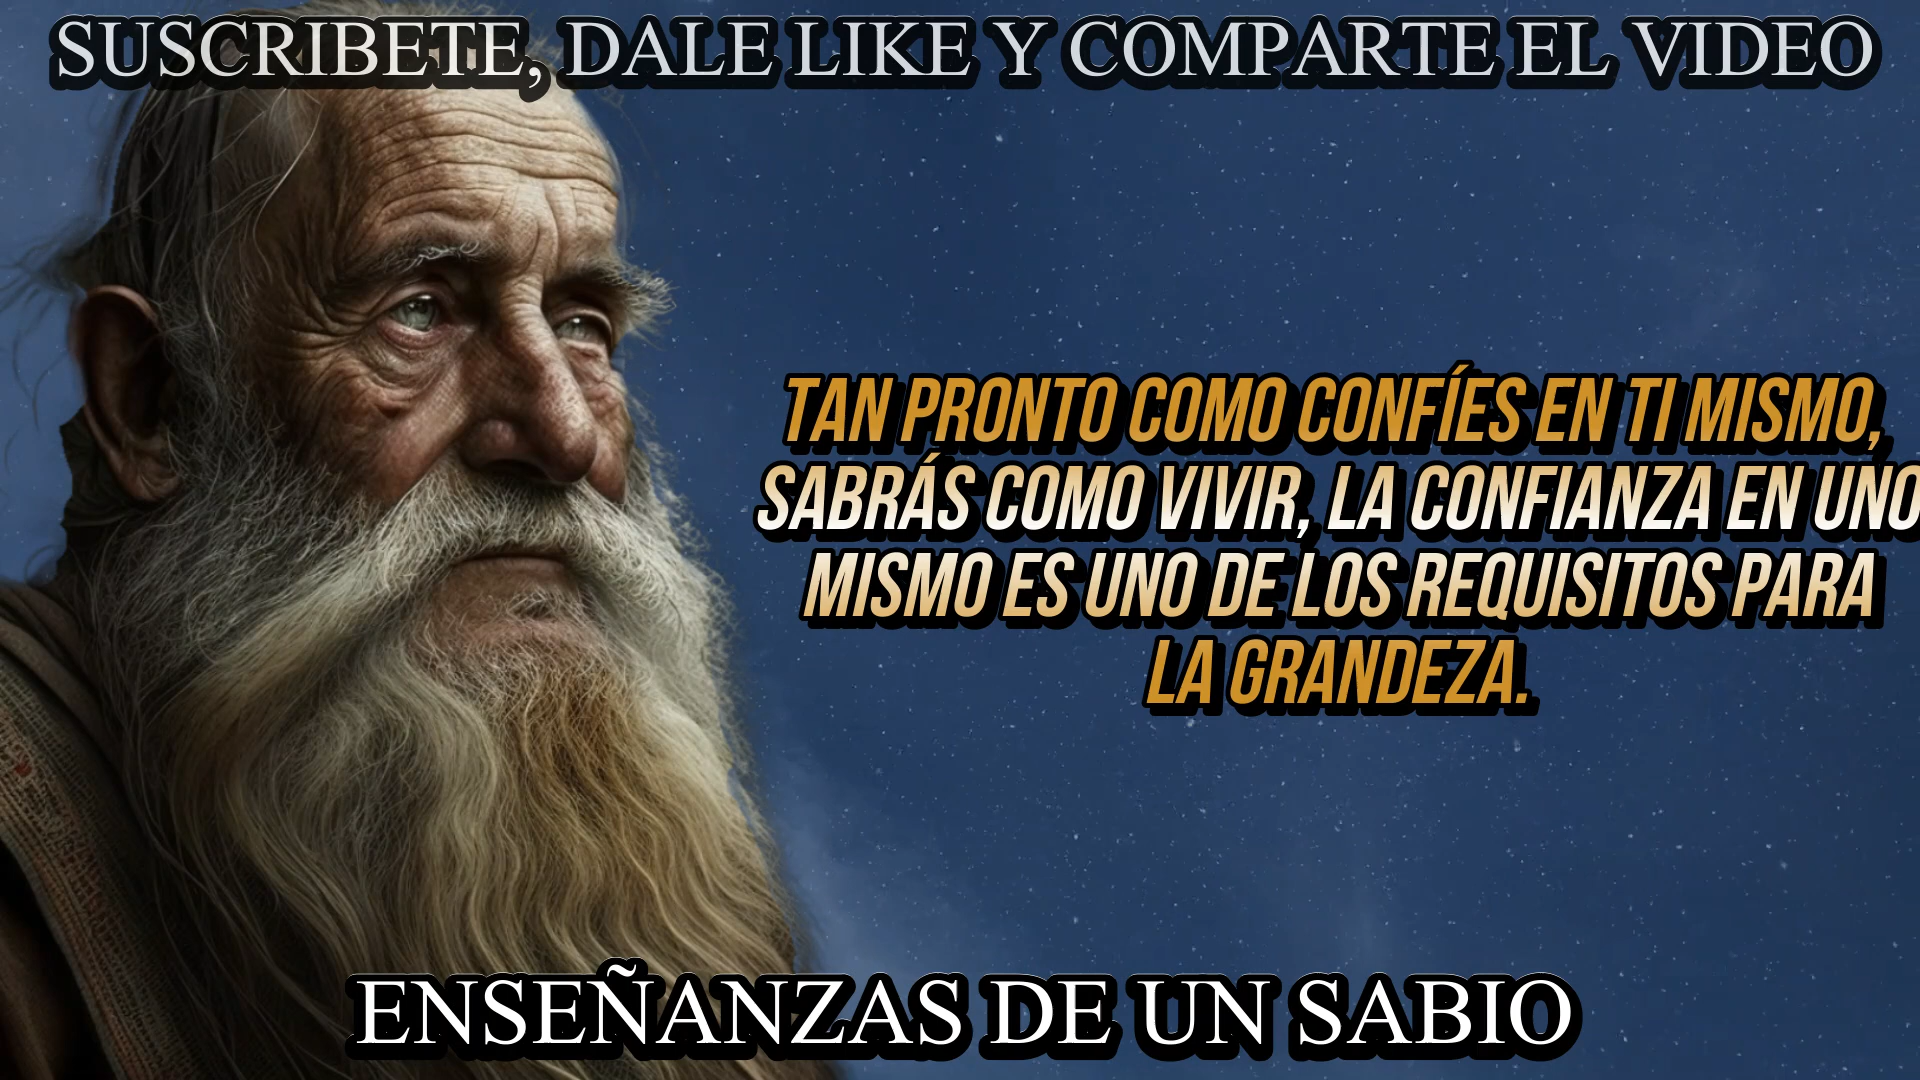 SUSCRIBETE, DALE LIKE Y COMPARTE EL VIDEO
TAN PRONTO COMO CONFÍES EN TI MISMO,
SABRÁS COMO VIVIR, LA CONFIANZA EN UNO
MISMO ES UNO DE LOS REQUISITOS PARA
LA GRANDEZA.
ENSEÑANZAS DE UN SABIO